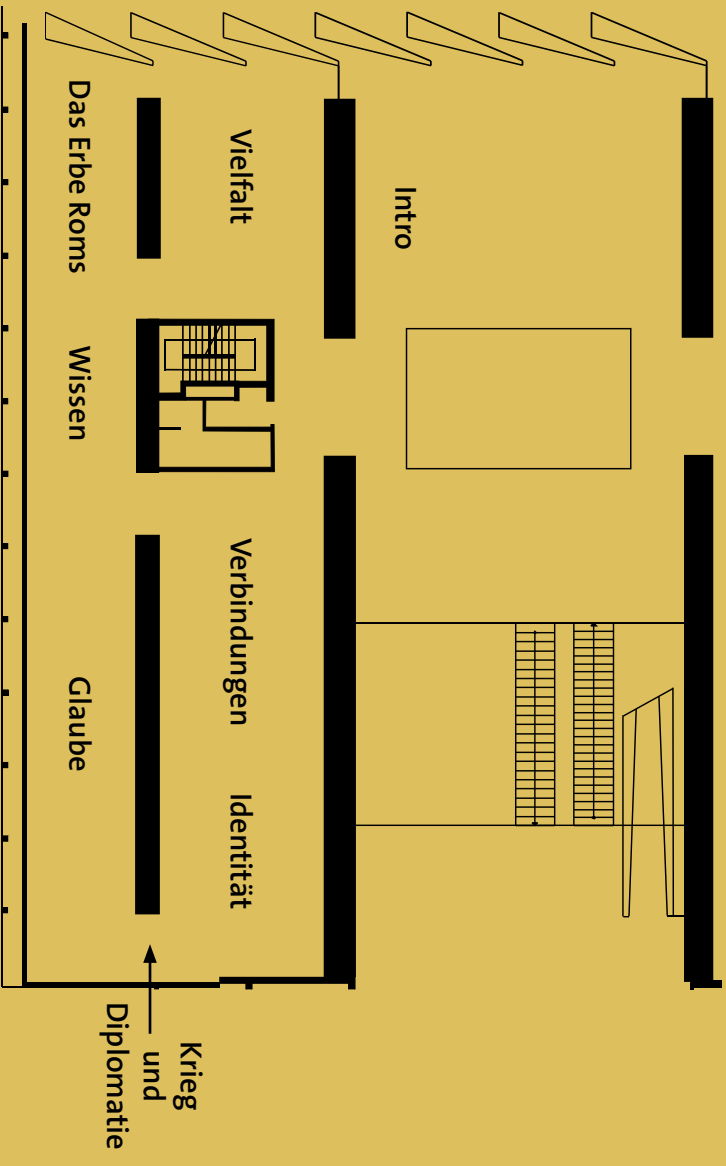 Intro
Vielfalt
Das Erbe Roms
Wissen
Verbindungen
Identität
Glaube
Krieg
und
Diplomatie